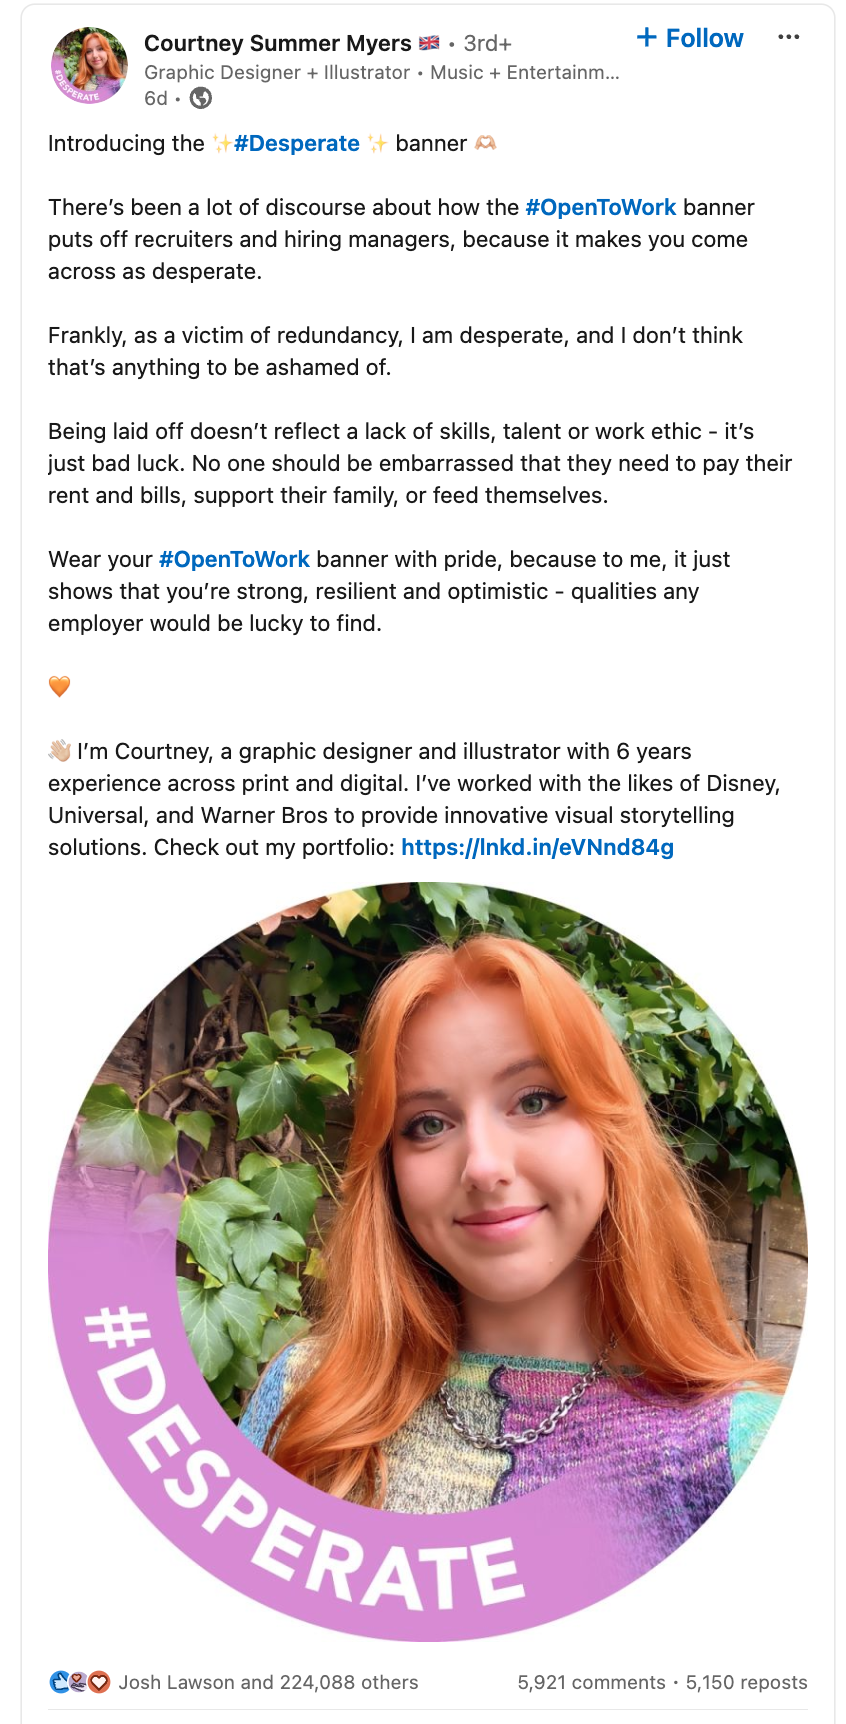 Courtney Summer Myers 🇬🇧 • 3rd+
+ Follow
Graphic Designer + Illustrator • Music + Entertainm...
6d •
Introducing the ✨#Desperate ✨ banner 🫶🏼
There’s been a lot of discourse about how the #OpenToWork banner
puts off recruiters and hiring managers, because it makes you come
across as desperate.
Frankly, as a victim of redundancy, I am desperate, and I don’t think
that’s anything to be ashamed of.
Being laid off doesn’t reflect a lack of skills, talent or work ethic - it’s
just bad luck. No one should be embarrassed that they need to pay their
rent and bills, support their family, or feed themselves.
Wear your #OpenToWork banner with pride, because to me, it just
shows that you’re strong, resilient and optimistic - qualities any
employer would be lucky to find.
🧡
👋🏼 I’m Courtney, a graphic designer and illustrator with 6 years
experience across print and digital. I’ve worked with the likes of Disney,
Universal, and Warner Bros to provide innovative visual storytelling
solutions. Check out my portfolio: https://lnkd.in/eVNnd84g
#DESPERATE
Josh Lawson and 224,088 others
5,921 comments • 5,150 reposts